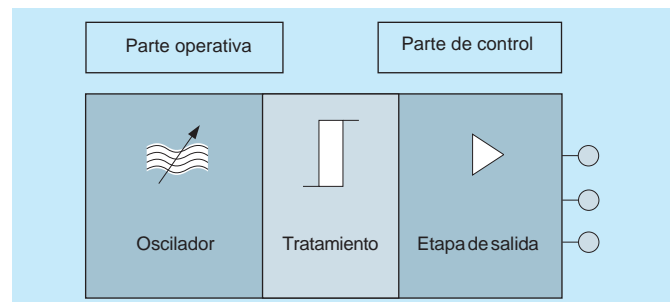 Parte operativa
Parte de control
Oscilador
Tratamiento
Etapa de salida